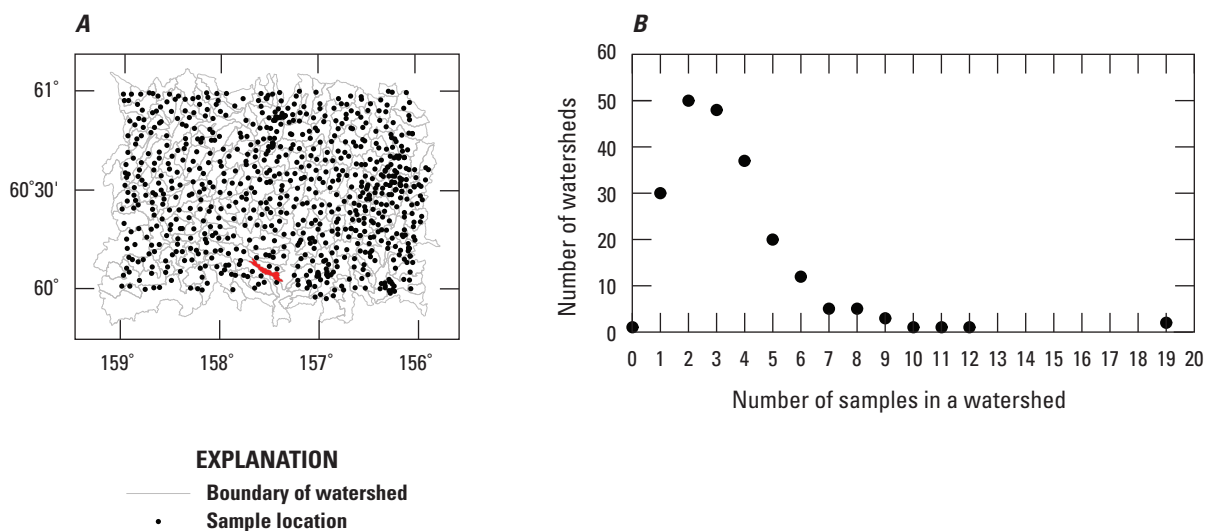 A
61°
60°30'
60°
159° 158° 157° 156°
B
Number of watersheds
60
50
40
30
20
10
0
0 1 2 3 4 5 6 7 8 9 10 11 12 13 14 15 16 17 18 19 20
Number of samples in a watershed
EXPLANATION
Boundary of watershed
Sample location